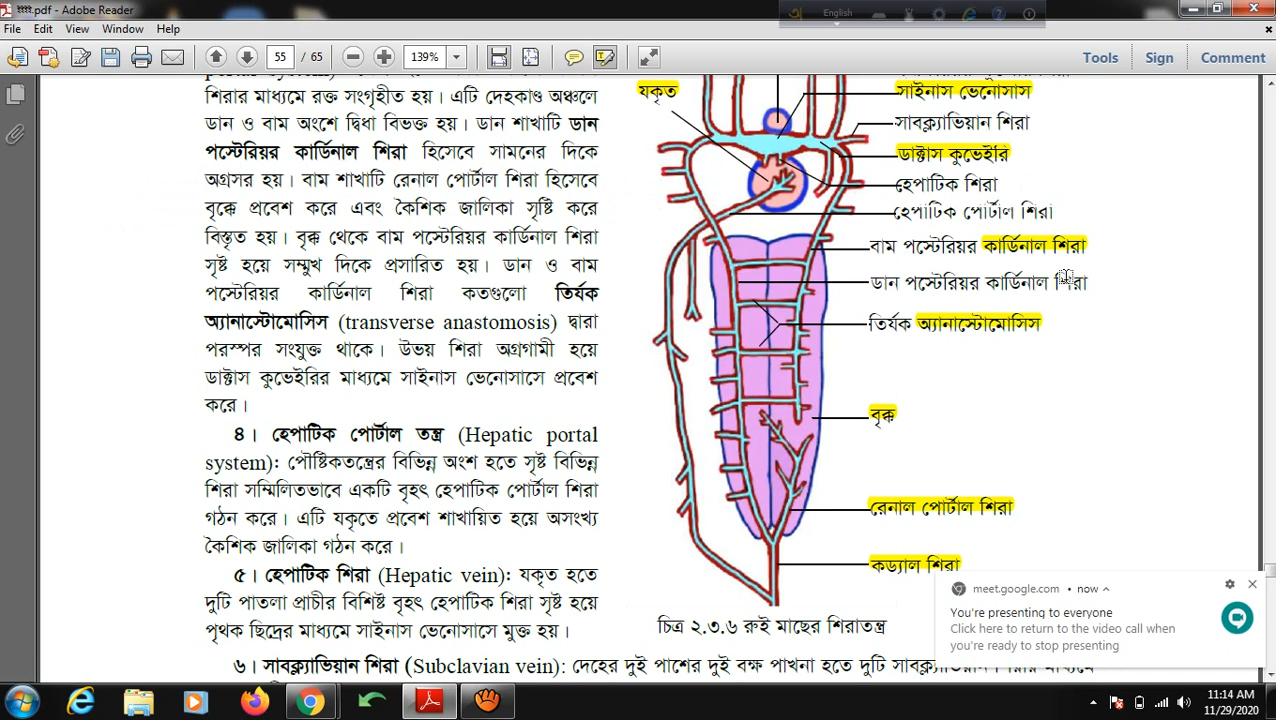 שששש.pdf - Adobe Reader
English
File Edit View Window Help
55 / 65
139%
Tools Sign Comment
শিরার মাধ্যমে রক্ত সংগৃহীত হয়। এটি দেহকাণ্ড অঞ্চলে
ডান ও বাম অংশে দ্বিধা বিভক্ত হয়। ডান শাখাটি ডান
পস্টেরিয়র কার্ডিনাল শিরা হিসেবে সামনের দিকে
অগ্রসর হয়। বাম শাখাটি রেনাল পোর্টাল শিরা হিসেবে
বৃক্কে প্রবেশ করে এবং কৈশিক জালিকা সৃষ্টি করে
বিস্তৃত হয়। বৃক্ক থেকে বাম পস্টেরিয়র কার্ডিনাল শিরা
সৃষ্ট হয়ে সম্মুখ দিকে প্রসারিত হয়। ডান ও বাম
পস্টেরিয়র কার্ডিনাল শিরা কতগুলো তির্যক
অ্যানাস্টোমোসিস (transverse anastomosis) দ্বারা
পরস্পর সংযুক্ত থাকে। উভয় শিরা অগ্রগামী হয়ে
ডাক্টাস কুভেইরির মাধ্যমে সাইনাস ভেনোসাসে প্রবেশ
করে।
৪। হেপাটিক পোর্টাল তন্ত্র (Hepatic portal
system): পৌষ্টিকতন্ত্রের বিভিন্ন অংশ হতে সৃষ্ট বিভিন্ন
শিরা সম্মিলিতভাবে একটি বৃহৎ হেপাটিক পোর্টাল শিরা
গঠন করে। এটি যকৃতে প্রবেশ শাখায়িত হয়ে অসংখ্য
কৈশিক জালিকা গঠন করে।
৫। হেপাটিক শিরা (Hepatic vein): যকৃত হতে
দুটি পাতলা প্রাচীর বিশিষ্ট বৃহৎ হেপাটিক শিরা সৃষ্ট হয়ে
পৃথক ছিদ্রের মাধ্যমে সাইনাস ভেনোসাসে মুক্ত হয়।
৬। সাবক্ল্যাভিয়ান শিরা (Subclavian vein): দেহের দুই পাশের দুই বক্ষ পাখনা হতে দুটি সাবক্ল্যাভিয়ান শিরার মাধ্যমে
যকৃত
সাইনাস ভেনোসাস
সাবক্ল্যাভিয়ান শিরা
ডাক্টাস কুভেইরি
হেপাটিক শিরা
হেপাটিক পোর্টাল শিরা
বাম পস্টেরিয়র কার্ডিনাল শিরা
ডান পস্টেরিয়র কার্ডিনাল শিরা
তির্যক অ্যানাস্টোমোসিস
বৃক্ক
রেনাল পোর্টাল শিরা
কড্যাল শিরা
চিত্র ২.৩.৬ রুই মাছের শিরাতন্ত্র
meet.google.com • now
You're presenting to everyone
Click here to return to the video call when
you're ready to stop presenting
11:14 AM
11/29/2020